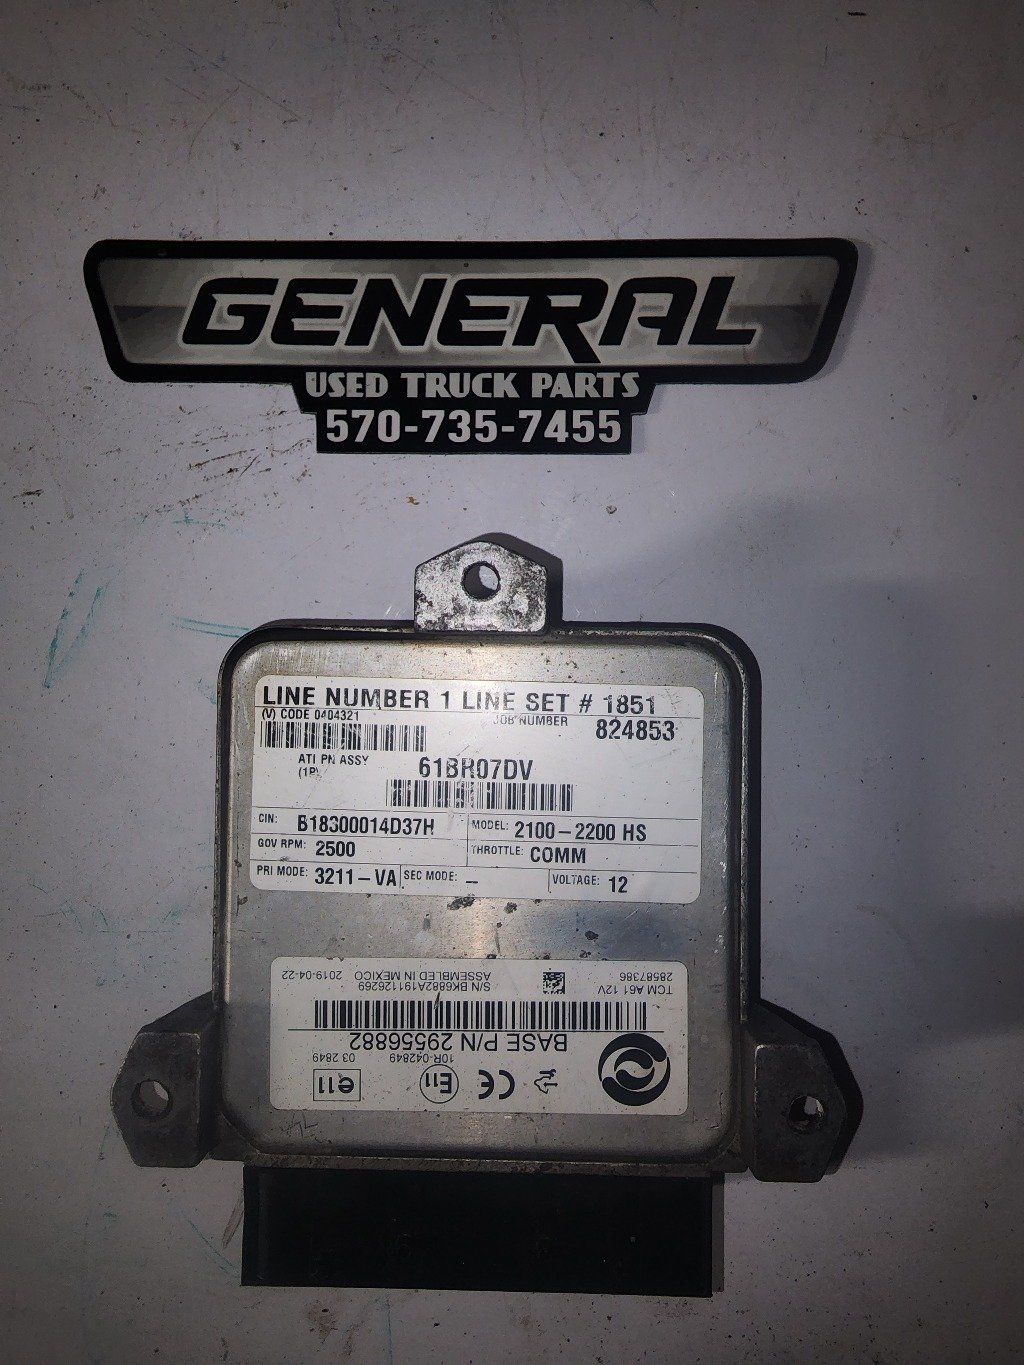 GENERAL
USED TRUCK PARTS
570-735-7455
LINE NUMBER 1 LINE SET # 1851
(V) CODE 0404321 JOB NUMBER 824853
ATI PN ASSY 61BR07DV
(1P)
CIN: B18300014D37H MODEL: 2100-2200 HS
GOV RPM: 2500 THROTTLE: COMM
PRI MODE: 3211-VA SEC MODE: - VOLTAGE: 12
e11 E11 CE
03 2849 10R-042849
BASE P/N 29556882
TCM A61 12V S/N BK6882A191126269 2019-04-22
28587386 ASSEMBLED IN MEXICO